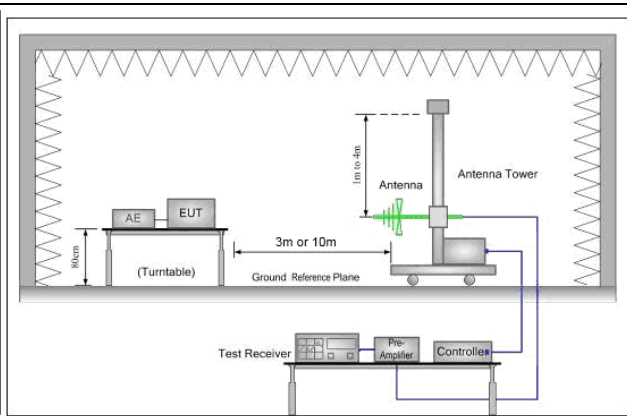 1m to 4m
Antenna
Antenna Tower
AE
EUT
80cm
(Turntable)
3m or 10m
Ground Reference Plane
Test Receiver
Pre-
Amplifier
Controller